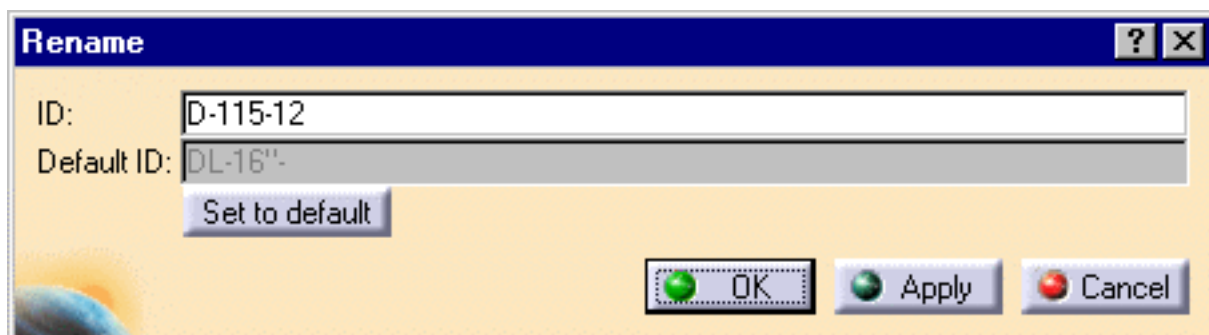 Rename
ID: D-115-12
Default ID: DL-16"-
Set to default
OK Apply Cancel